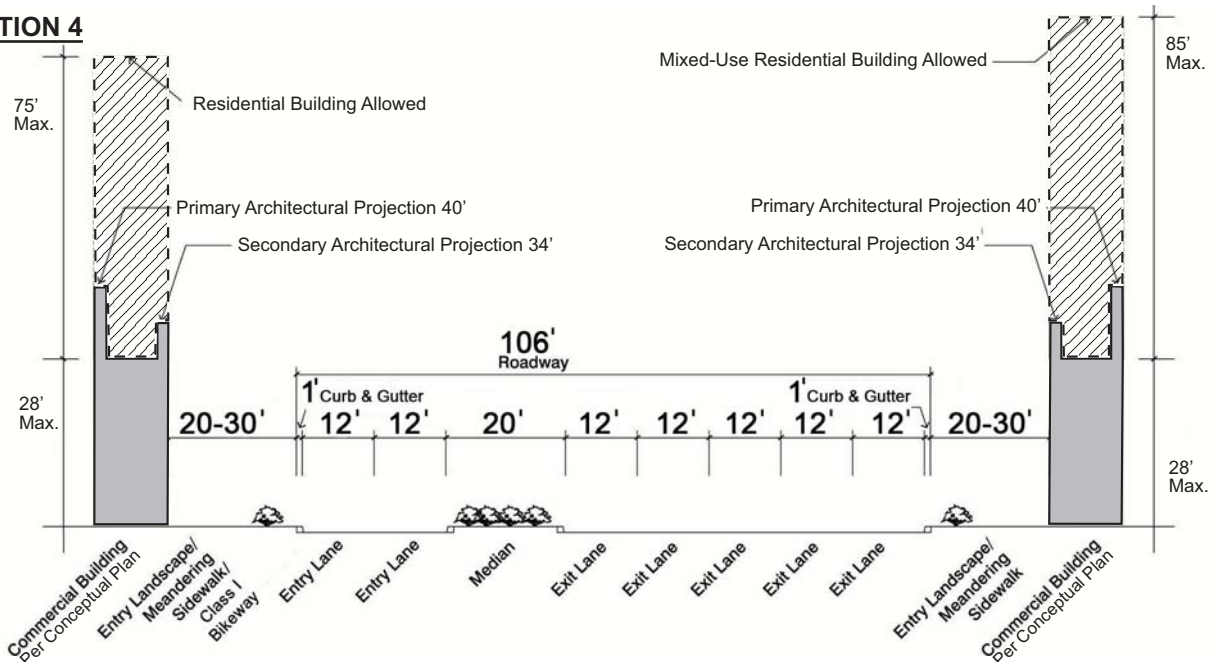 TION 4
75'
Max.
Residential Building Allowed
Mixed-Use Residential Building Allowed
85'
Max.
Primary Architectural Projection 40'
Secondary Architectural Projection 34'
Primary Architectural Projection 40'
Secondary Architectural Projection 34'
106'
Roadway
28'
Max.
20-30'
1' Curb & Gutter
12'
12'
20'
12'
12'
12'
12'
12'
1' Curb & Gutter
20-30'
28'
Max.
Commercial Building
Per Conceptual Plan
Entry Landscape/
Meandering
Sidewalk/
Class I
Bikeway
Entry Lane
Entry Lane
Median
Exit Lane
Exit Lane
Exit Lane
Exit Lane
Exit Lane
Entry Landscape/
Meandering
Sidewalk
Commercial Building
Per Conceptual Plan